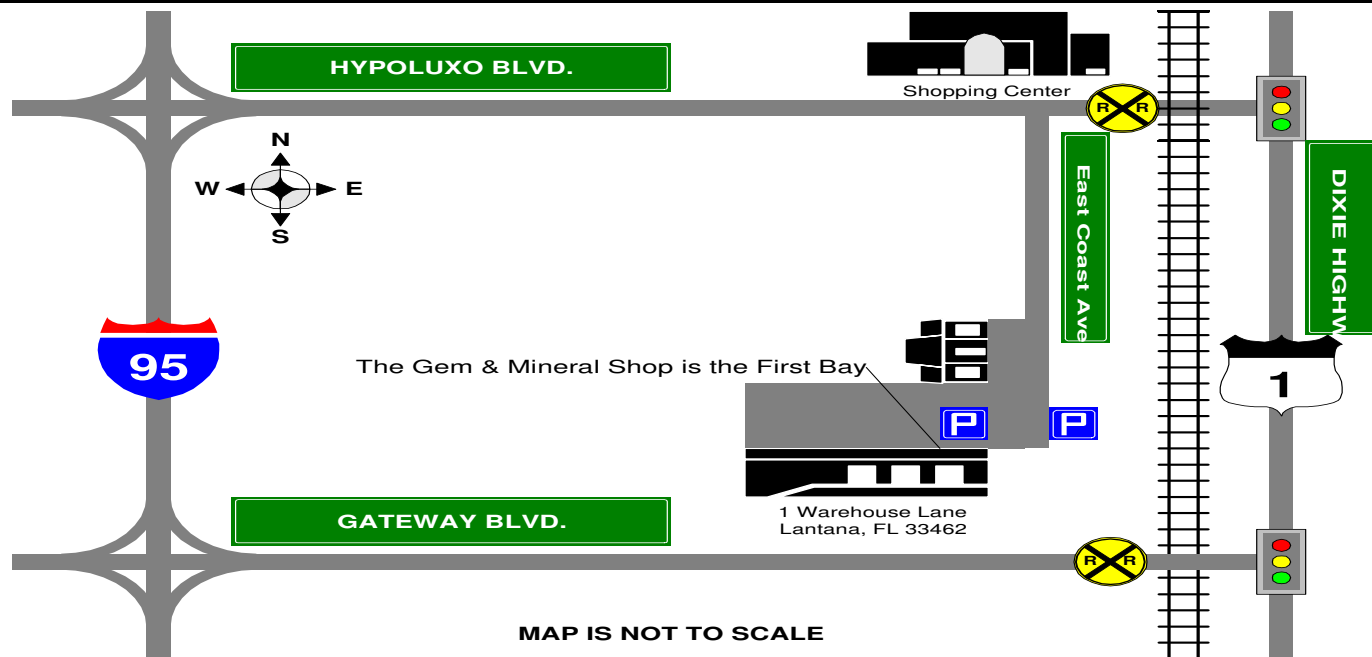 HYPOLUXO BLVD.
Shopping Center
R R
N
W E
S
East Coast Ave
DIXIE HIGHW
95
The Gem & Mineral Shop is the First Bay
1
P P
GATEWAY BLVD.
1 Warehouse Lane
Lantana, FL 33462
R R
MAP IS NOT TO SCALE